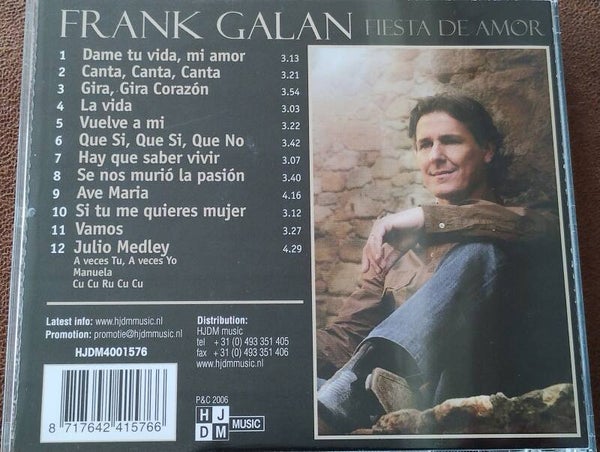 FRANK GALAN FIESTA DE AMOR
1 Dame tu vida, mi amor 3.13
2 Canta, Canta, Canta 3.21
3 Gira, Gira Corazón 3.54
4 La vida 3.03
5 Vuelve a mi 3.22
6 Que Si, Que Si, Que No 3.42
7 Hay que saber vivir 3.07
8 Se nos murió la pasión 3.40
9 Ave Maria 4.16
10 Si tu me quieres mujer 3.12
11 Vamos 3.27
12 Julio Medley 4.29
A veces Tu, A veces Yo
Manuela
Cu Cu Ru Cu Cu
Latest info: www.hjdmmusic.nl
Promotion: promotie@hjdmmusic.nl
HJDM4001576
Distribution:
HJDM music
tel + 31 (0) 493 351 405
fax + 31 (0) 493 351 406
www.hjdmmusic.nl
8 717642 415766
P&C 2006
HJ
DM MUSIC